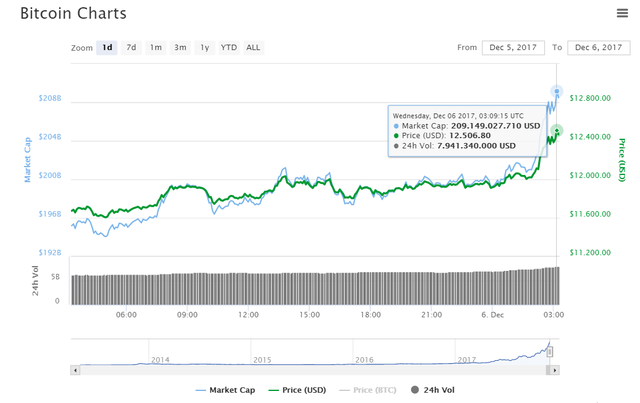 Bitcoin Charts
Zoom 1d 7d 1m 3m 1y YTD ALL From Dec 5, 2017 To Dec 6, 2017
$208B $12.800.00
Wednesday, Dec 06 2017, 03:09:15 UTC
Market Cap: 209.149.027.710 USD
Price (USD): 12.506.80
24h Vol: 7.941.340.000 USD
$204B $12.400.00
Market Cap
Price (USD)
$200B $12.000.00
$196B $11.600.00
$192B $11.200.00
24h Vol
5B
0
06:00 09:00 12:00 15:00 18:00 21:00 6. Dec 03:00
2014 2015 2016 2017
Market Cap Price (USD) Price (BTC) 24h Vol